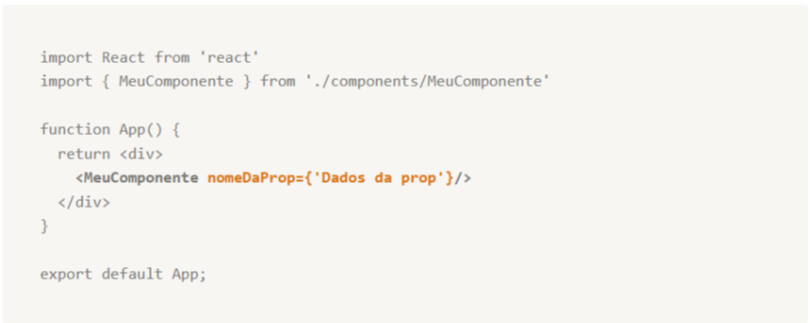 import React from 'react'
import { MeuComponente } from './components/MeuComponente'
function App() {
return <div>
<MeuComponente nomeDaProp={'Dados da prop'}/>
</div>
}
export default App;